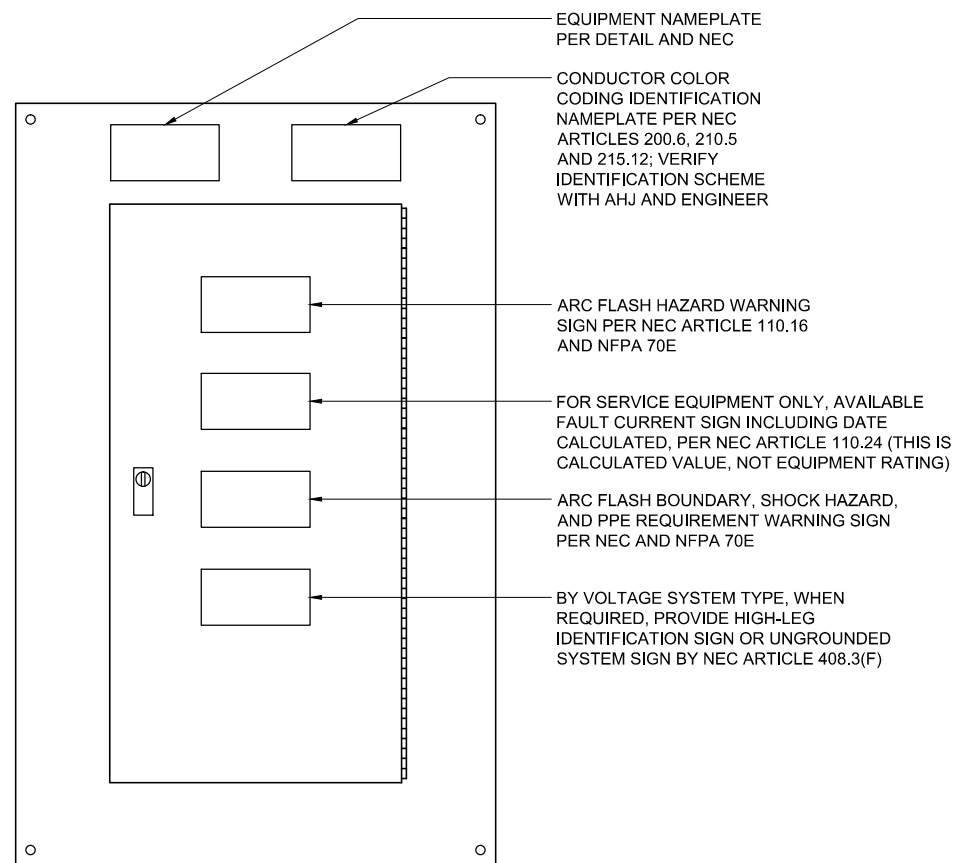 EQUIPMENT NAMEPLATE
PER DETAIL AND NEC
CONDUCTOR COLOR
CODING IDENTIFICATION
NAMEPLATE PER NEC
ARTICLES 200.6, 210.5
AND 215.12; VERIFY
IDENTIFICATION SCHEME
WITH AHJ AND ENGINEER
ARC FLASH HAZARD WARNING
SIGN PER NEC ARTICLE 110.16
AND NFPA 70E
FOR SERVICE EQUIPMENT ONLY, AVAILABLE
FAULT CURRENT SIGN INCLUDING DATE
CALCULATED, PER NEC ARTICLE 110.24 (THIS IS
CALCULATED VALUE, NOT EQUIPMENT RATING)
ARC FLASH BOUNDARY, SHOCK HAZARD,
AND PPE REQUIREMENT WARNING SIGN
PER NEC AND NFPA 70E
BY VOLTAGE SYSTEM TYPE, WHEN
REQUIRED, PROVIDE HIGH-LEG
IDENTIFICATION SIGN OR UNGROUNDED
SYSTEM SIGN BY NEC ARTICLE 408.3(F)